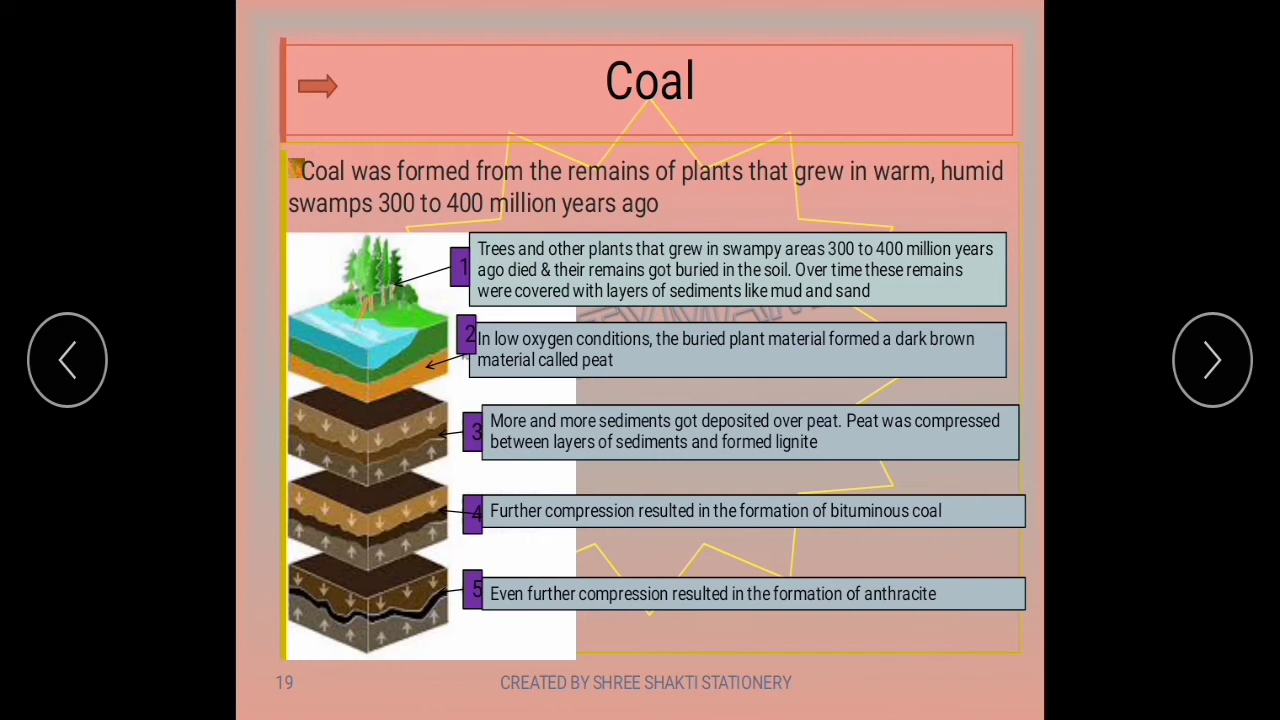 Coal
Coal was formed from the remains of plants that grew in warm, humid
swamps 300 to 400 million years ago
1
Trees and other plants that grew in swampy areas 300 to 400 million years
ago died & their remains got buried in the soil. Over time these remains
were covered with layers of sediments like mud and sand
2
In low oxygen conditions, the buried plant material formed a dark brown
material called peat
3
More and more sediments got deposited over peat. Peat was compressed
between layers of sediments and formed lignite
4
Further compression resulted in the formation of bituminous coal
5
Even further compression resulted in the formation of anthracite
19
CREATED BY SHREE SHAKTI STATIONERY